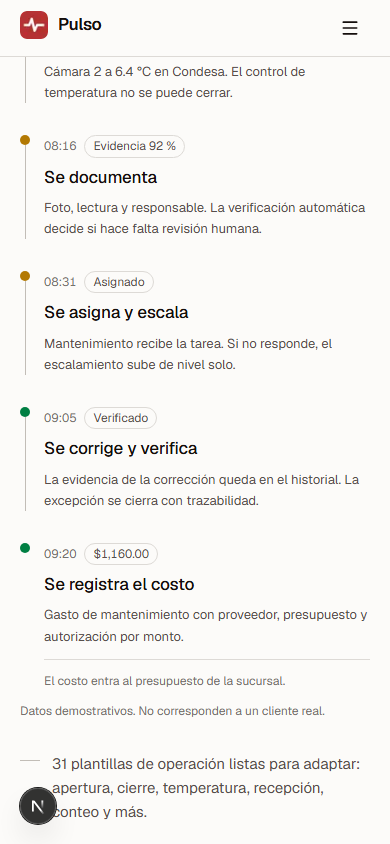 Pulso
Cámara 2 a 6.4 °C en Condesa. El control de
temperatura no se puede cerrar.
08:16 Evidencia 92 %
Se documenta
Foto, lectura y responsable. La verificación automática
decide si hace falta revisión humana.
08:31 Asignado
Se asigna y escala
Mantenimiento recibe la tarea. Si no responde, el
escalamiento sube de nivel solo.
09:05 Verificado
Se corrige y verifica
La evidencia de la corrección queda en el historial. La
excepción se cierra con trazabilidad.
09:20 $1,160.00
Se registra el costo
Gasto de mantenimiento con proveedor, presupuesto y
autorización por monto.
El costo entra al presupuesto de la sucursal.
Datos demostrativos. No corresponden a un cliente real.
31 plantillas de operación listas para adaptar:
apertura, cierre, temperatura, recepción,
N conteo y más.